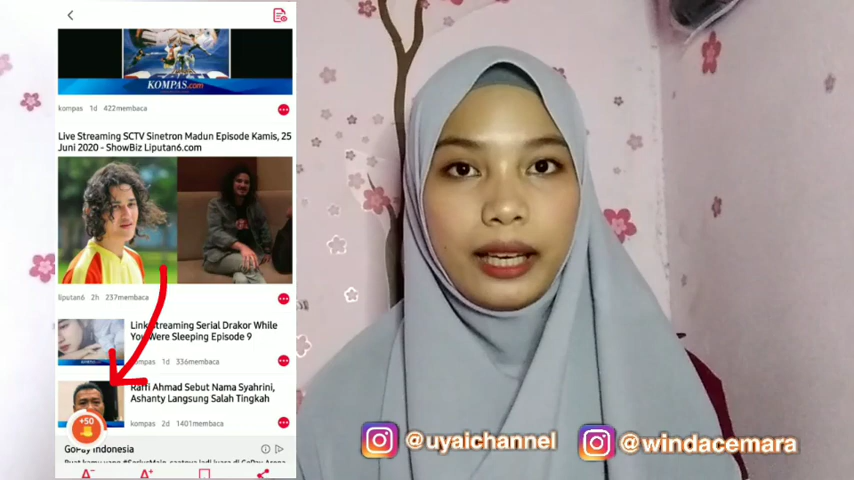 KOMPAS.com
kompas 1d 422membaca
Live Streaming SCTV Sinetron Madun Episode Kamis, 25
Juni 2020 - ShowBiz Liputan6.com
liputan6 2h 237membaca
Link Streaming Serial Drakor While
You Were Sleeping Episode 9
kompas 1d 336membaca
Raffi Ahmad Sebut Nama Syahrini,
Ashanty Langsung Salah Tingkah
kompas 2d 1401membaca
+50
GoPay Indonesia
A- A+
@uyaichannel
@windacemara